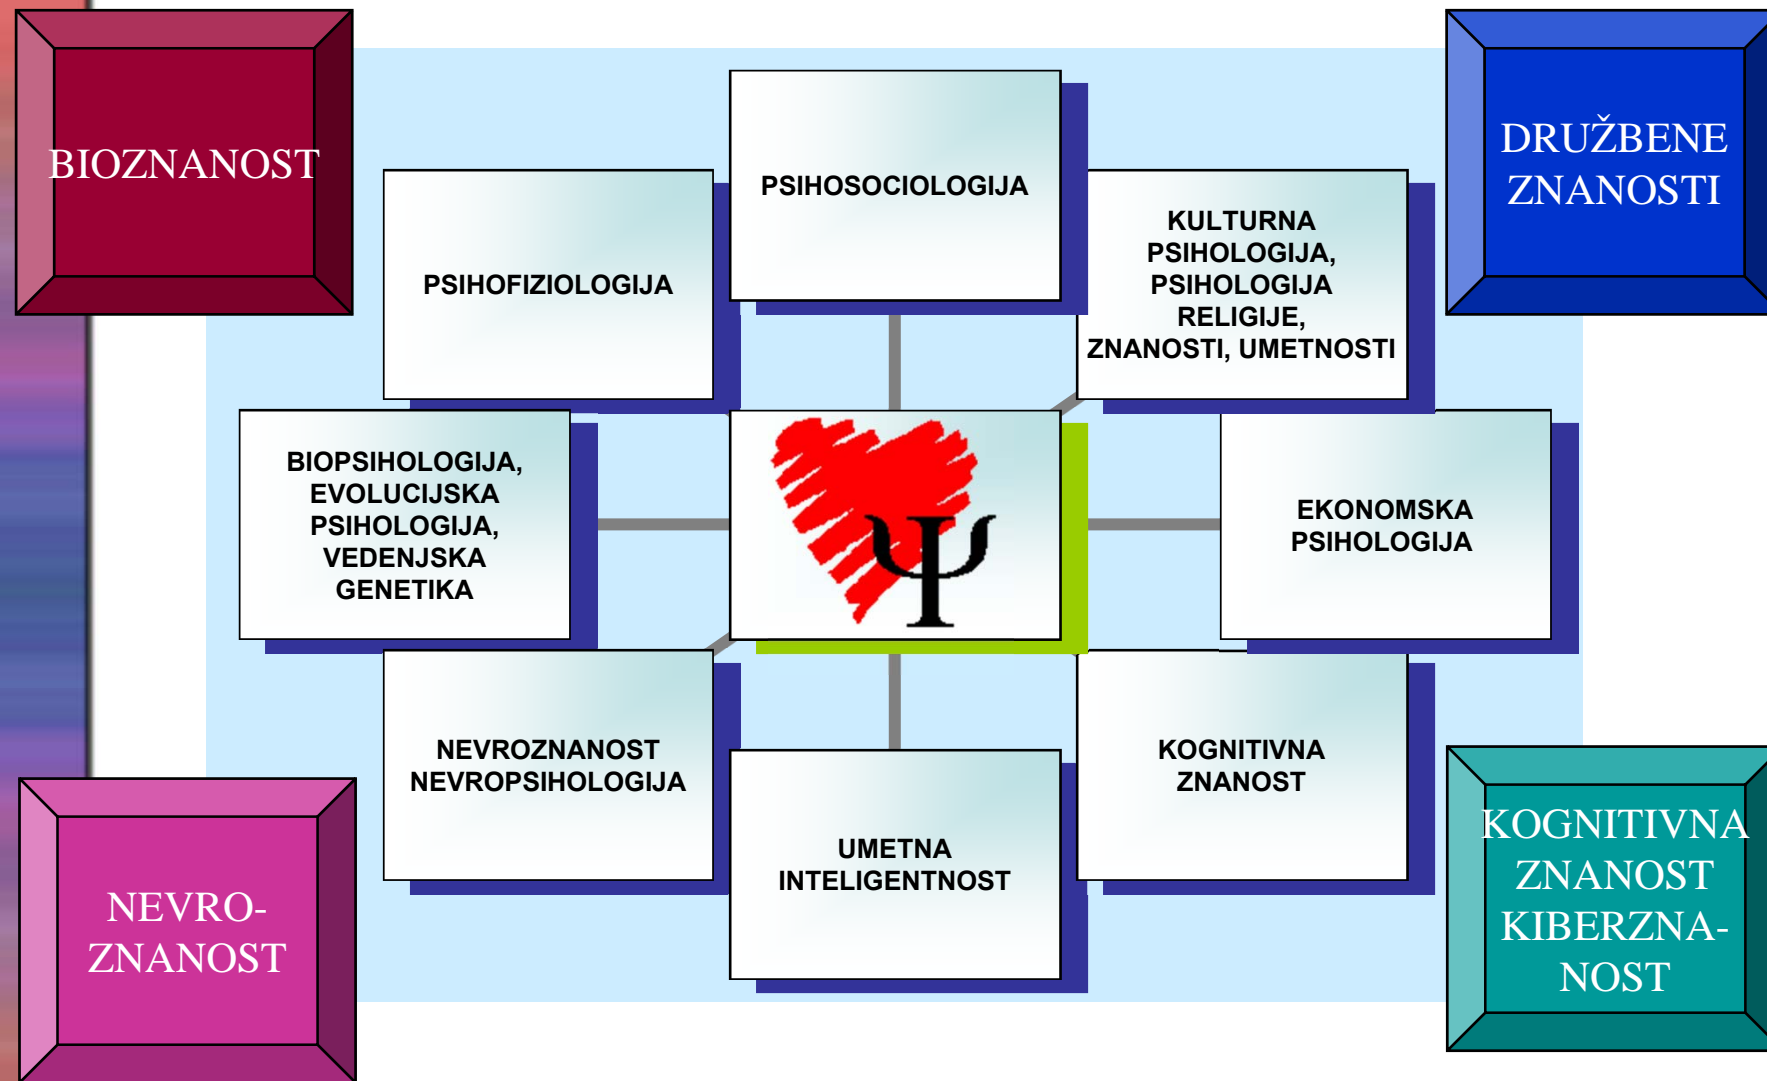 BIOZNANOST
DRUŽBENE
ZNANOSTI
PSIHOSOCIOLOGIJA
PSIHOFIZIOLOGIJA
KULTURNA
PSIHOLOGIJA,
PSIHOLOGIJA
RELIGIJE,
ZNANOSTI, UMETNOSTI
BIOPSIHOLOGIJA,
EVOLUCIJSKA
PSIHOLOGIJA,
VEDENJSKA
GENETIKA
Ψ
EKONOMSKA
PSIHOLOGIJA
NEVROZNANOST
NEVROPSIHOLOGIJA
UMETNA
INTELIGENTNOST
KOGNITIVNA
ZNANOST
NEVRO-
ZNANOST
KOGNITIVNA
ZNANOST
KIBERZNA-
NOST